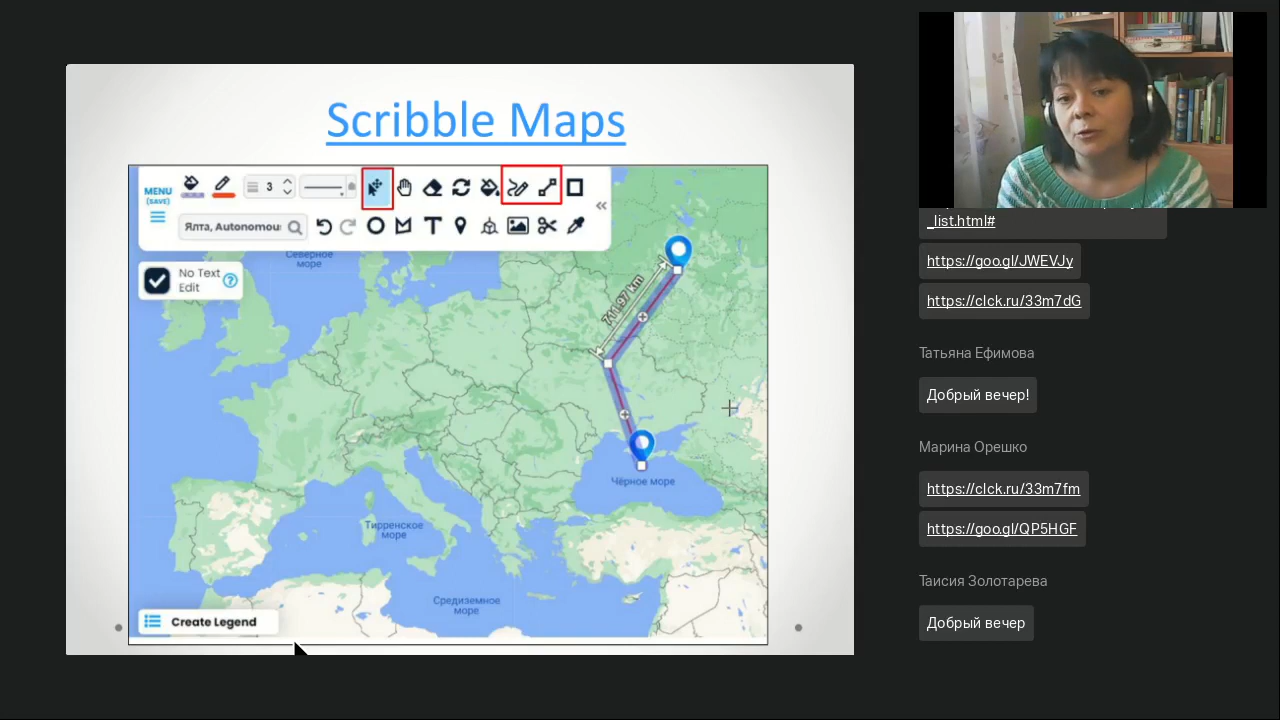 Scribble Maps
MENU
(SAVE)
3
Ялта, Autonomou
No Text
Edit
Северное
море
711.97 km
Чёрное море
Тирренское
море
Средиземное
море
Create Legend
_list.html#
https://goo.gl/JWEVJy
https://clck.ru/33m7dG
Татьяна Ефимова
Добрый вечер!
Марина Орешко
https://clck.ru/33m7fm
https://goo.gl/QP5HGF
Таисия Золотарева
Добрый вечер